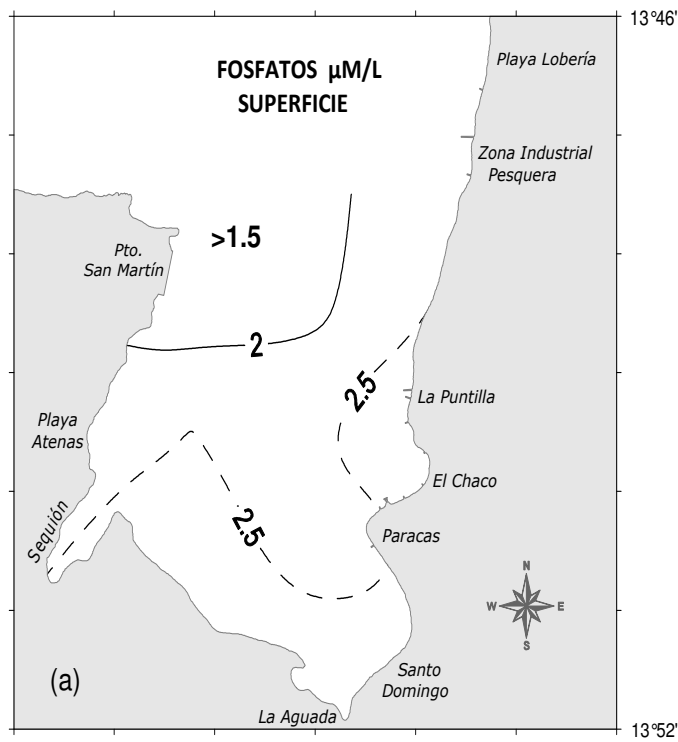 13°46'
Playa Lobería
FOSFATOS µM/L
SUPERFICIE
Zona Industrial
Pesquera
>1.5
Pto.
San Martín
2
2.5
La Puntilla
Playa
Atenas
El Chaco
Sequión
2.5
Paracas
N
W E
S
(a)
Santo
Domingo
La Aguada
13°52'